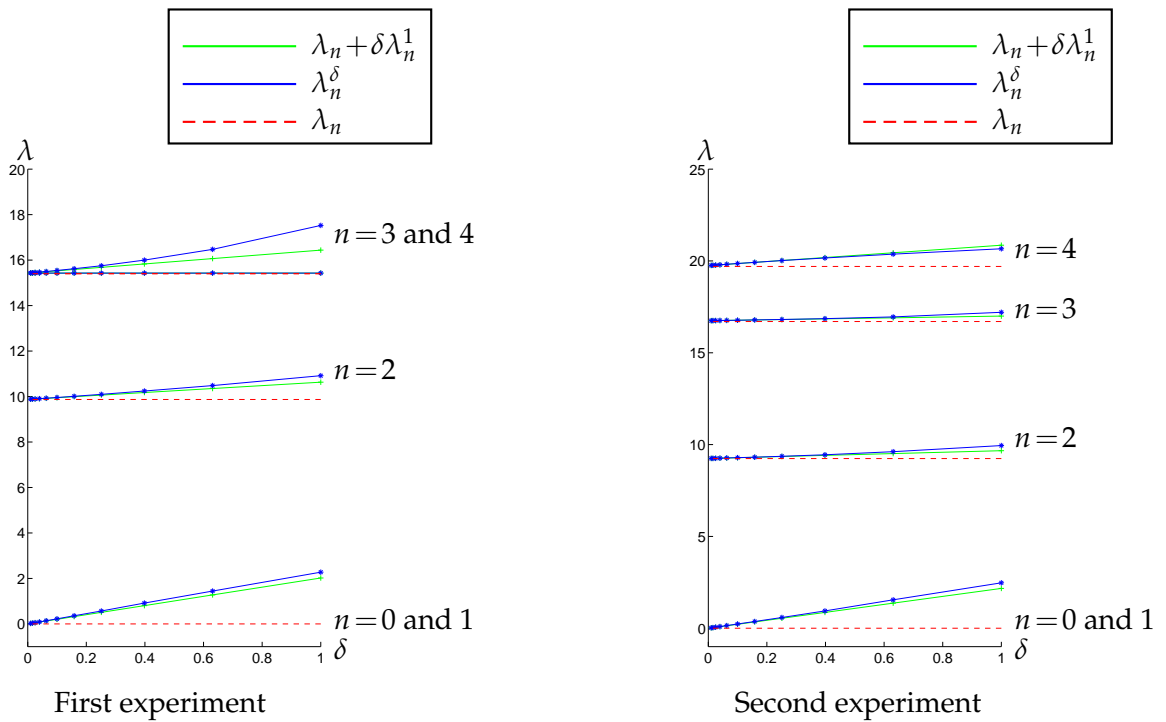 λₙ + δλₙ¹
λₙ^δ
λₙ
λ
20
18
16
14
12
10
8
6
4
2
0
n = 3 and 4
n = 2
n = 0 and 1
0
0.2
0.4
0.6
0.8
1
δ
First experiment
λₙ + δλₙ¹
λₙ^δ
λₙ
λ
25
20
15
10
5
0
n = 4
n = 3
n = 2
n = 0 and 1
0
0.2
0.4
0.6
0.8
1
δ
Second experiment